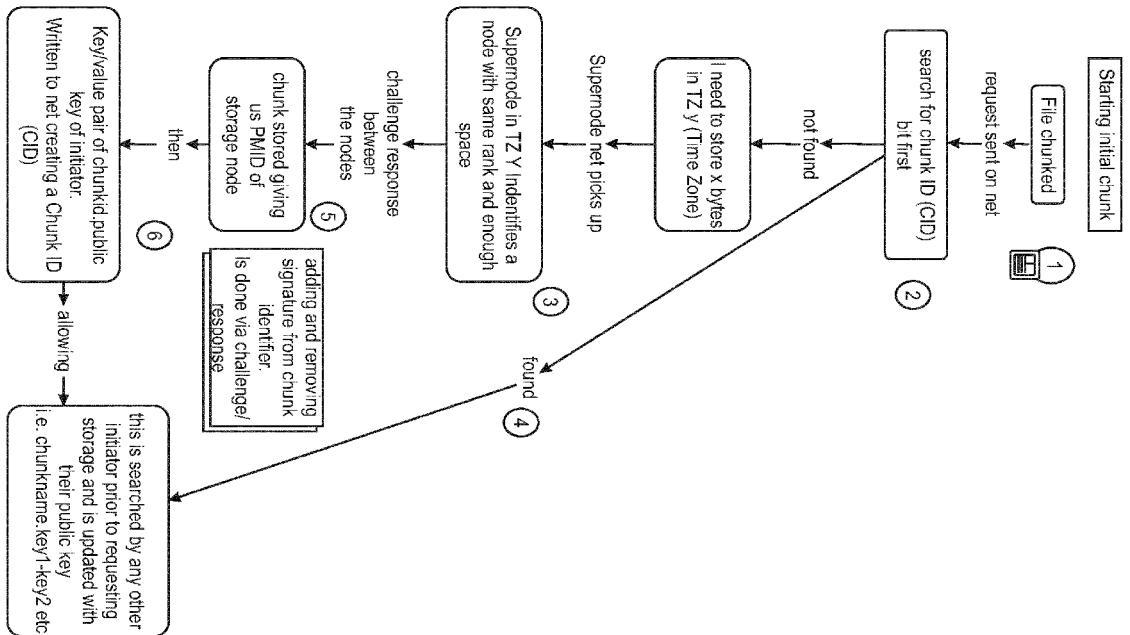 Starting initial chunk
File chunked
1
request sent on net
search for chunk ID (CID)
bit first
2
not found
I need to store x bytes
in TZ y (Time Zone)
Supernode net picks up
Supernode in TZ Y Indentifies a
node with same rank and enough
space
3
found
4
challenge response
between
the nodes
chunk stored giving
us PMID of
storage node
5
adding and removing
signature from chunk
identifier.
Is done via challenge/
response
then
6
Key/value pair of chunkid.public
key of initiator.
Written to net creating a Chunk ID
(CID)
allowing
this is searched by any other
initiator prior to requesting
storage and is updated with
their public key
i.e. chunkname.key1-key2 etc